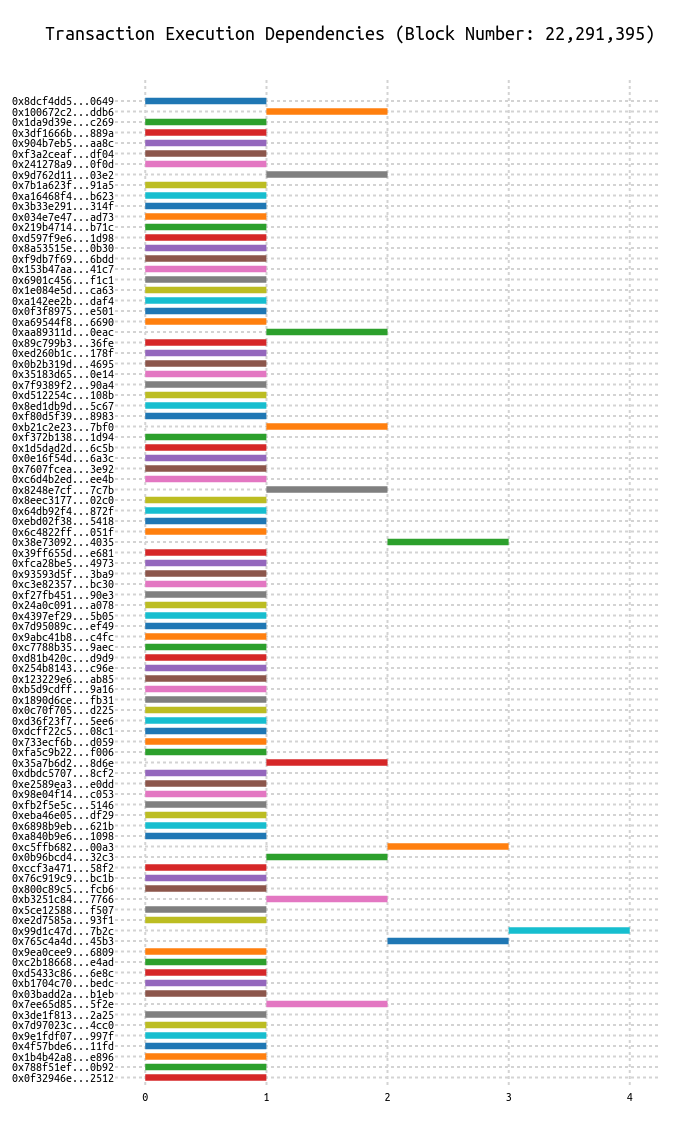 Transaction Execution Dependencies (Block Number: 22,291,395)
0x8dcf4dd5...0649
0x100672c2...ddb6
0x1da9d39e...c269
0x3df1666b...889a
0x904b7eb5...aa8c
0xf3a2ceaf...df04
0x241278a9...0f0d
0x9d762d11...03e2
0x7b1a623f...91a5
0xa16468f4...b623
0x3b33e291...314f
0x034e7e47...ad73
0x219b4714...b71c
0xd597f9e6...1d98
0x8a53515e...0b30
0xf9db7f69...6bdd
0x153b47aa...41c7
0x6901c456...f1c1
0x1e084e5d...ca63
0xa142ee2b...daf4
0x0f3f8975...e501
0xa69544f8...6690
0xaa89311d...0eac
0x89c799b3...36fe
0xed260b1c...178f
0x0b2b319d...4695
0x35183d65...0e14
0x7f9389f2...90a4
0xd512254c...108b
0x8ed1db9d...5c67
0xf80d5f39...8983
0xb21c2e23...7bf0
0xf372b138...1d94
0x1d5dad2d...6c5b
0x0e16f54d...6a3c
0x7607fcea...3e92
0xc6d4b2ed...ee4b
0x8248e7cf...7c7b
0x8eec3177...02c0
0x64db92f4...872f
0xebd02f38...5418
0x6c4822ff...051f
0x38e73092...4035
0x39ff655d...e681
0xfca28be5...4973
0x93593d5f...3ba9
0xc3e82357...bc30
0xf27fb451...90e3
0x24a0c091...a078
0x4397ef29...5b05
0x7d95089c...ef49
0x9abc41b8...c4fc
0xc7788b35...9aec
0xd81b420c...d9d9
0x254b8143...c96e
0x123229e6...ab85
0xb5d9cdff...9a16
0x1890d6ce...fb31
0x0c70f705...d225
0xd36f23f7...5ee6
0xdcff22c5...08c1
0x733ecf6b...d059
0xfa5c9b22...f006
0x35a7b6d2...8d6e
0xdbdc5707...8cf2
0xe2589ea3...e0dd
0x98e04f14...c053
0xfb2f5e5c...5146
0xeba46e05...df29
0x6898b9eb...621b
0xa840b9e6...1098
0xc5ffb682...00a3
0x0b96bcd4...32c3
0xccf3a471...58f2
0x76c919c9...bc1b
0x800c89c5...fcb6
0xb3251c84...7766
0x5ce12588...f507
0xe2d7585a...93f1
0x99d1c47d...7b2c
0x765c4a4d...45b3
0x9ea0cee9...6809
0xc2b18668...e4ad
0xd5433c86...6e8c
0xb1704c70...bedc
0x03badd2a...b1eb
0x7ee65d85...5f2e
0x3de1f813...2a25
0x7d97023c...4cc0
0x9e1fdf07...997f
0x4f57bde6...11fd
0x1b4b42a8...e896
0x788f51ef...0b92
0x0f32946e...2512
0 1 2 3 4